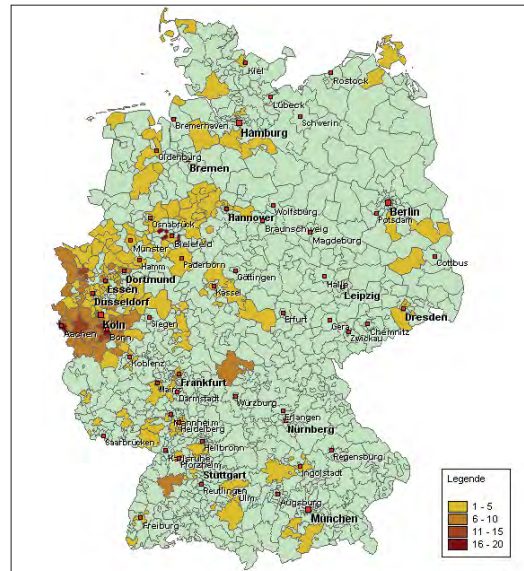 Kiel
Rostock
Lübeck
Bremerhaven
Schwerin
Hamburg
Oldenburg
Bremen
Berlin
Potsdam
Wolfsburg
Hannover
Osnabrück
Braunschweig
Magdeburg
Bielefeld
Münster
Cottbus
Paderborn
Hamm
Göttingen
Dortmund
Halle
Essen
Kassel
Leipzig
Düsseldorf
Dresden
Köln
Siegen
Erfurt
Gera
Chemnitz
Aachen
Zwickau
Bonn
Koblenz
Frankfurt
Mainz
Darmstadt
Würzburg
Erlangen
Mannheim
Heidelberg
Nürnberg
Saarbrücken
Heilbronn
Karlsruhe
Regensburg
Pforzheim
Ingolstadt
Stuttgart
Reutlingen
Ulm
Augsburg
München
Freiburg
Legende
1 - 5
6 - 10
11 - 15
16 - 20